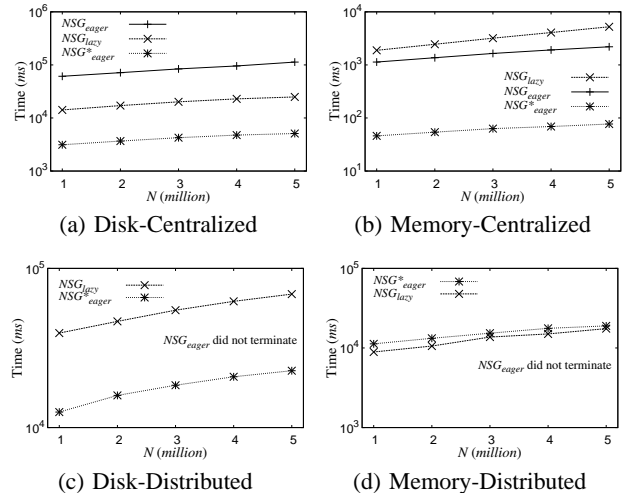 10^6
10^5
10^4
10^3
Time (ms)
NSG_eager
NSG_lazy
NSG*_eager
1 2 3 4 5
N (million)
(a) Disk-Centralized
10^4
10^3
10^2
10^1
Time (ms)
NSG_lazy
NSG_eager
NSG*_eager
1 2 3 4 5
N (million)
(b) Memory-Centralized
10^5
10^4
Time (ms)
NSG_lazy
NSG*_eager
NSG_eager did not terminate
1 2 3 4 5
N (million)
(c) Disk-Distributed
10^5
10^4
10^3
Time (ms)
NSG*_eager
NSG_lazy
NSG_eager did not terminate
1 2 3 4 5
N (million)
(d) Memory-Distributed